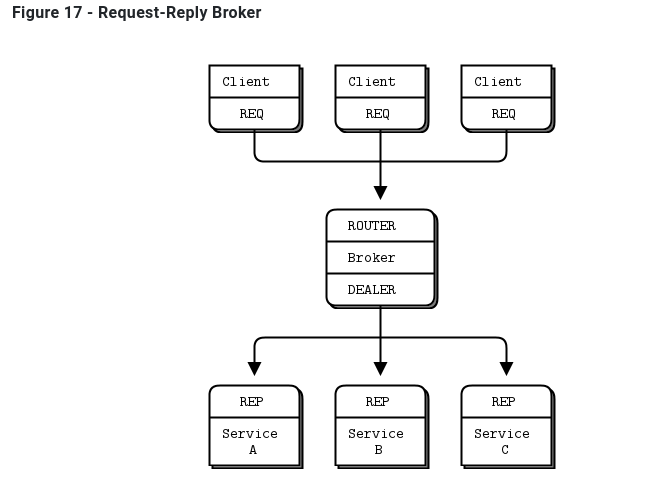 Figure 17 - Request-Reply Broker
Client Client Client
REQ REQ REQ
ROUTER
Broker
DEALER
REP REP REP
Service Service Service
A B C